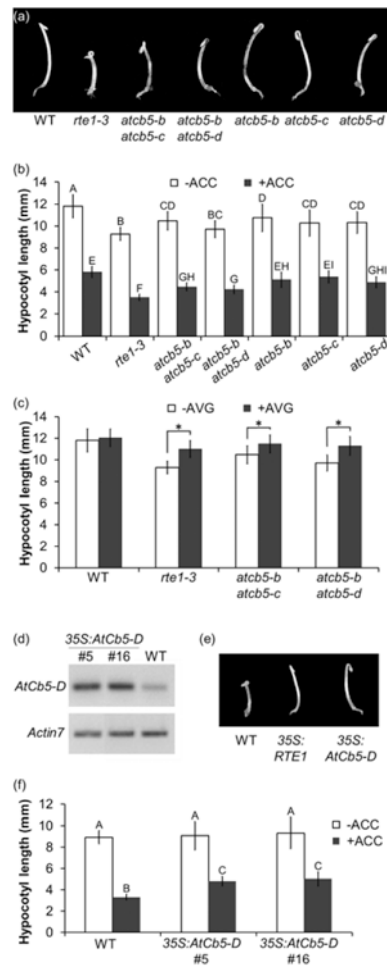 (a)
WT rte1-3 atcb5-b atcb5-b atcb5-b atcb5-c atcb5-d
atcb5-c atcb5-d
(b)
Hypocotyl length (mm)
-ACC +ACC
14
12
10
8
6
4
2
0
A B CD BC D CD CD
E F GH G EH EI GHI
WT rte1-3 atcb5-b atcb5-b atcb5-b atcb5-c atcb5-d
atcb5-c atcb5-d
(c)
Hypocotyl length (mm)
-AVG +AVG
16
14
12
10
8
6
4
2
0
* * *
WT rte1-3 atcb5-b atcb5-b
atcb5-c atcb5-d
(d)
35S:AtCb5-D
#5 #16 WT
AtCb5-D
Actin7
(e)
WT 35S: 35S:
RTE1 AtCb5-D
(f)
Hypocotyl length (mm)
-ACC
+ACC
12
10
8
6
4
2
0
A B A C A C
WT 35S:AtCb5-D 35S:AtCb5-D
#5 #16